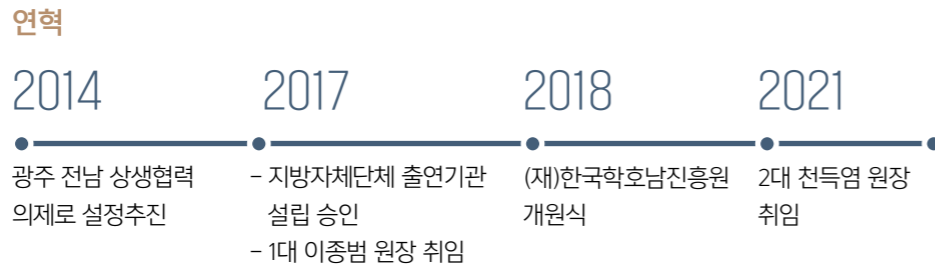 연혁
2014
광주 전남 상생협력
의제로 설정추진
2017
– 지방자체단체 출연기관
설립 승인
– 1대 이종범 원장 취임
2018
(재)한국학호남진흥원
개원식
2021
2대 천득염 원장
취임